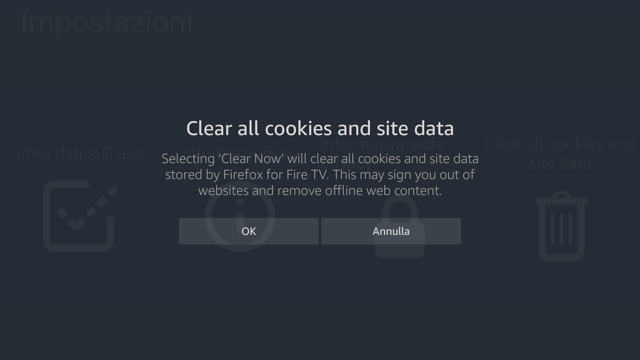 Impostazioni
Clear all cookies and site data
Invia dati sull'uso
Informativa sulla
Clear all cookies and
site data
Selecting 'Clear Now' will clear all cookies and site data
stored by Firefox for Fire TV. This may sign you out of
websites and remove offline web content.
OK
Annulla